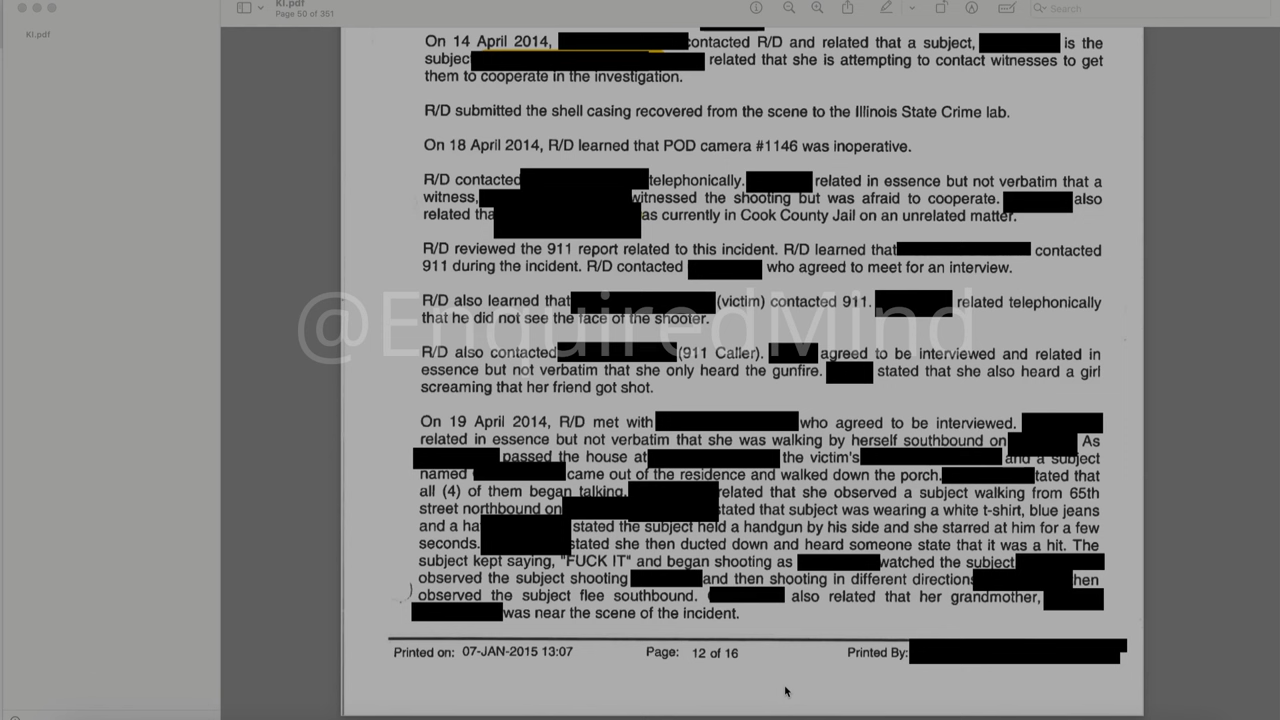 KI.pdf
Page 50 of 351
Search
KI.pdf
On 14 April 2014, contacted R/D and related that a subject, is the
subjec related that she is attempting to contact witnesses to get
them to cooperate in the investigation.
R/D submitted the shell casing recovered from the scene to the Illinois State Crime lab.
On 18 April 2014, R/D learned that POD camera #1146 was inoperative.
R/D contacted telephonically. related in essence but not verbatim that a
witness, witnessed the shooting but was afraid to cooperate. also
related tha as currently in Cook County Jail on an unrelated matter.
R/D reviewed the 911 report related to this incident. R/D learned that contacted
911 during the incident. R/D contacted who agreed to meet for an interview.
R/D also learned that (victim) contacted 911. related telephonically
that he did not see the face of the shooter.
@EnquiredMind
R/D also contacted (911 Caller). agreed to be interviewed and related in
essence but not verbatim that she only heard the gunfire. stated that she also heard a girl
screaming that her friend got shot.
On 19 April 2014, R/D met with who agreed to be interviewed.
related in essence but not verbatim that she was walking by herself southbound on As
passed the house at the victim's and a subject
named came out of the residence and walked down the porch. tated that
all (4) of them began talking. related that she observed a subject walking from 65th
street northbound on stated that subject was wearing a white t-shirt, blue jeans
and a ha stated the subject held a handgun by his side and she starred at him for a few
seconds. stated she then ducted down and heard someone state that it was a hit. The
subject kept saying, "FUCK IT" and began shooting as watched the subject
observed the subject shooting and then shooting in different directions hen
observed the subject flee southbound. also related that her grandmother,
was near the scene of the incident.
Printed on: 07-JAN-2015 13:07 Page: 12 of 16 Printed By: